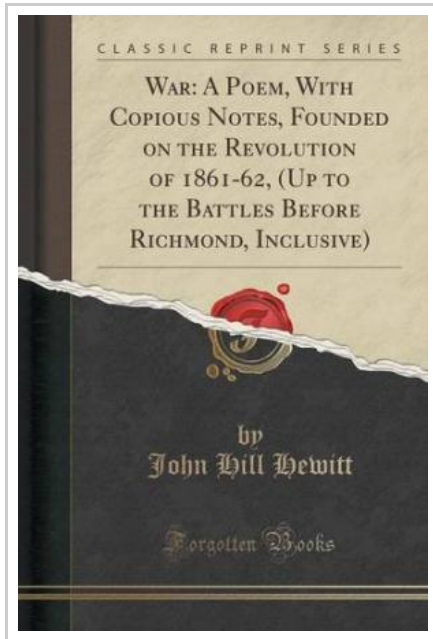 CLASSIC REPRINT SERIES
WAR: A POEM, WITH
COPIOUS NOTES, FOUNDED
ON THE REVOLUTION
OF 1861-62, (UP TO
THE BATTLES BEFORE
RICHMOND, INCLUSIVE)
by
John Hill Hewitt
Forgotten Books